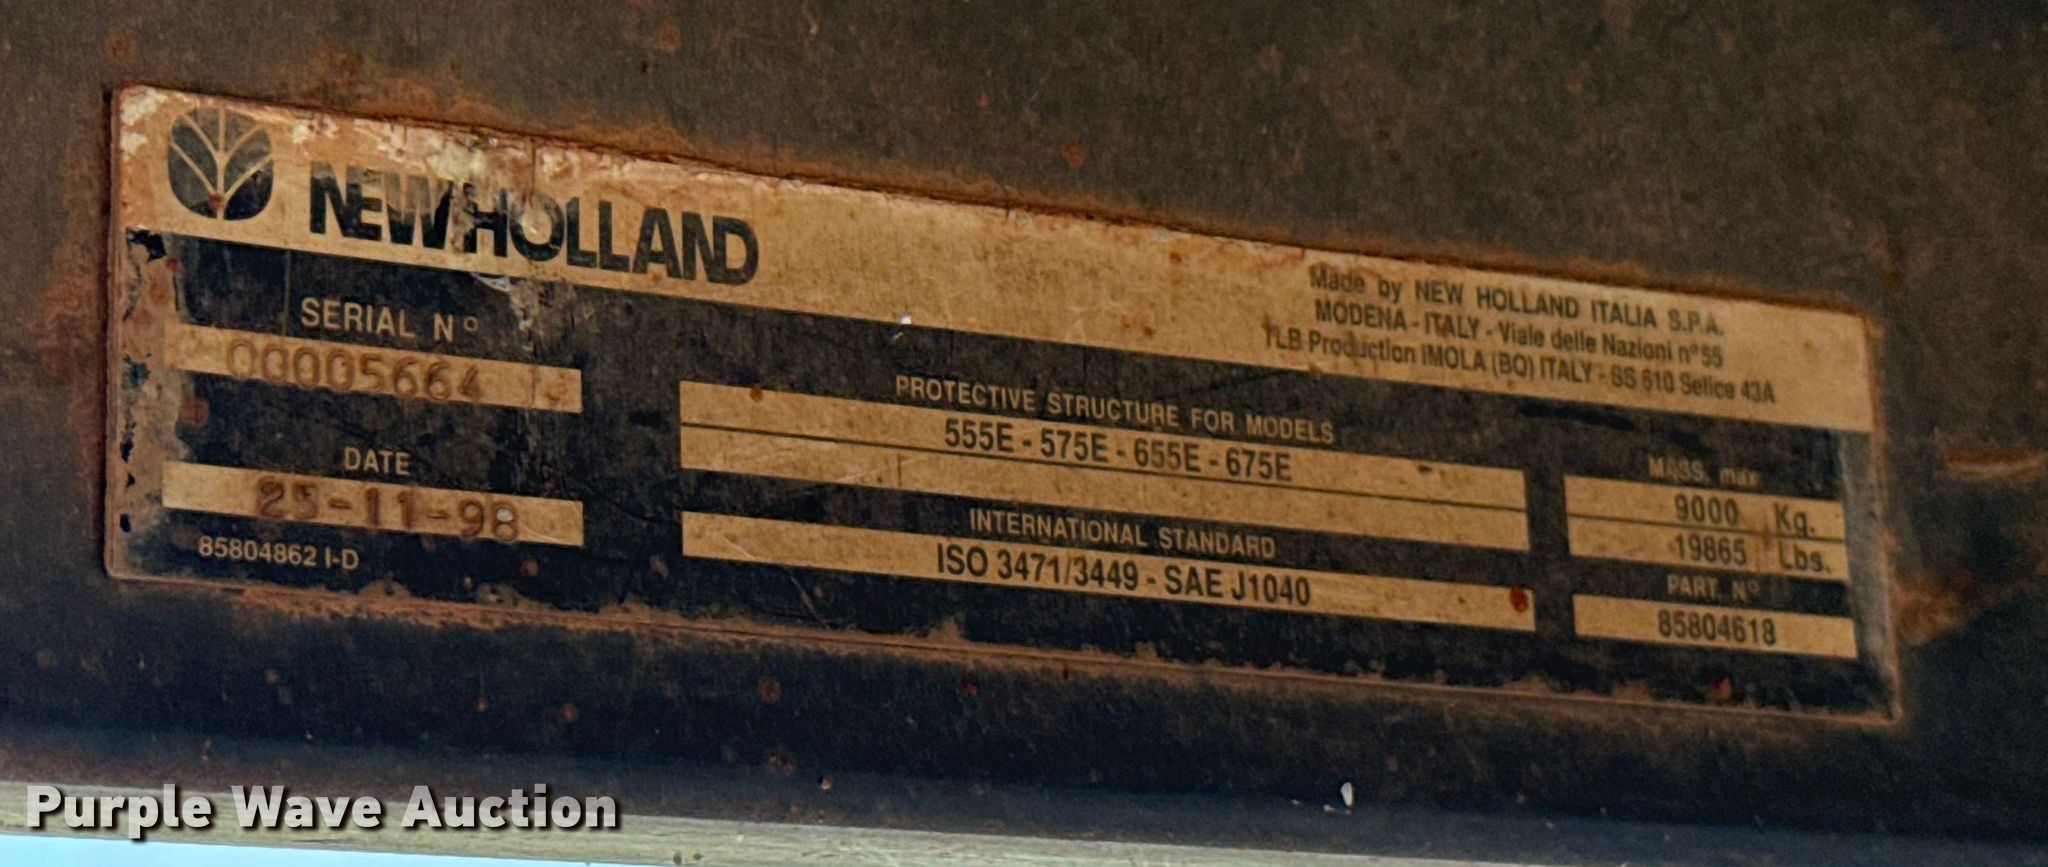 NEW HOLLAND
Made by NEW HOLLAND ITALIA S.P.A.
MODENA - ITALY - Viale delle Nazioni n° 55
TLB Production IMOLA (BO) ITALY - SS 610 Selice 43A
SERIAL N°
00005664
DATE
25-11-98
85804862 I-D
PROTECTIVE STRUCTURE FOR MODELS
555E - 575E - 655E - 675E
INTERNATIONAL STANDARD
ISO 3471/3449 - SAE J1040
MASS. max
9000 Kg.
19865 Lbs.
PART. N°
85804618
Purple Wave Auction